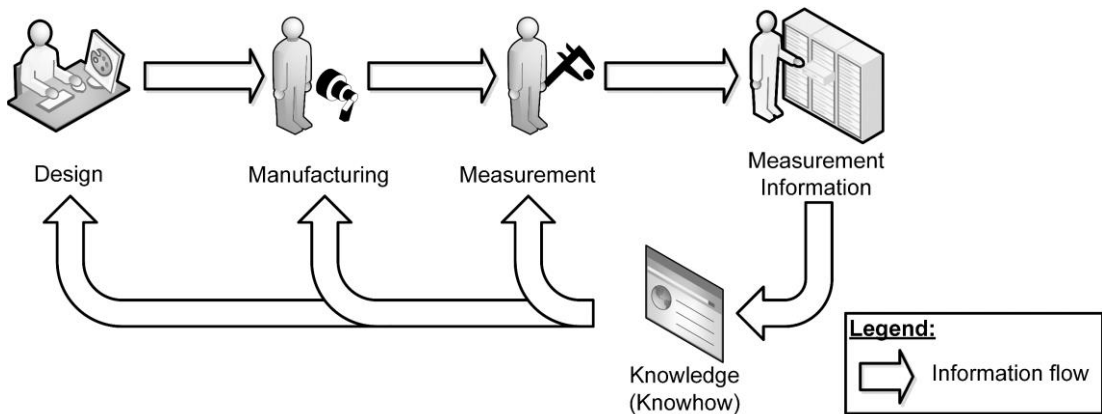 Design
Manufacturing
Measurement
Measurement
Information
Knowledge
(Knowhow)
Legend:
Information flow